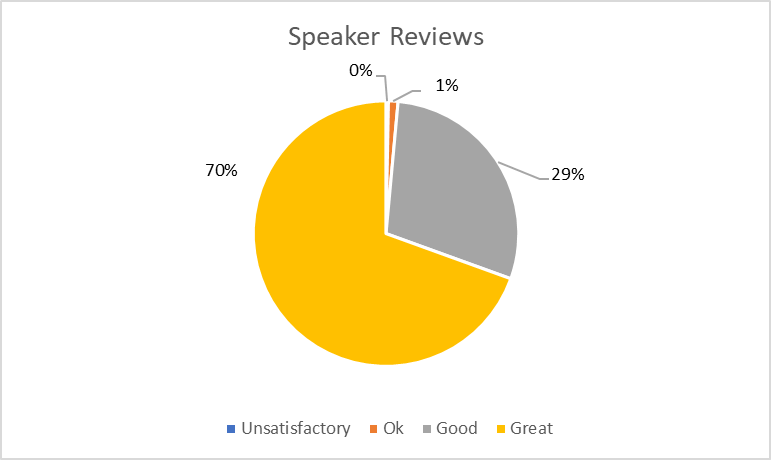 Speaker Reviews
0%
1%
70%
29%
Unsatisfactory Ok Good Great